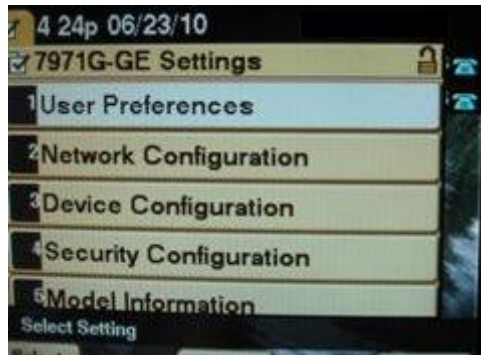 4 24p 06/23/10
7971G-GE Settings
1 User Preferences
2 Network Configuration
3 Device Configuration
4 Security Configuration
5 Model Information
Select Setting